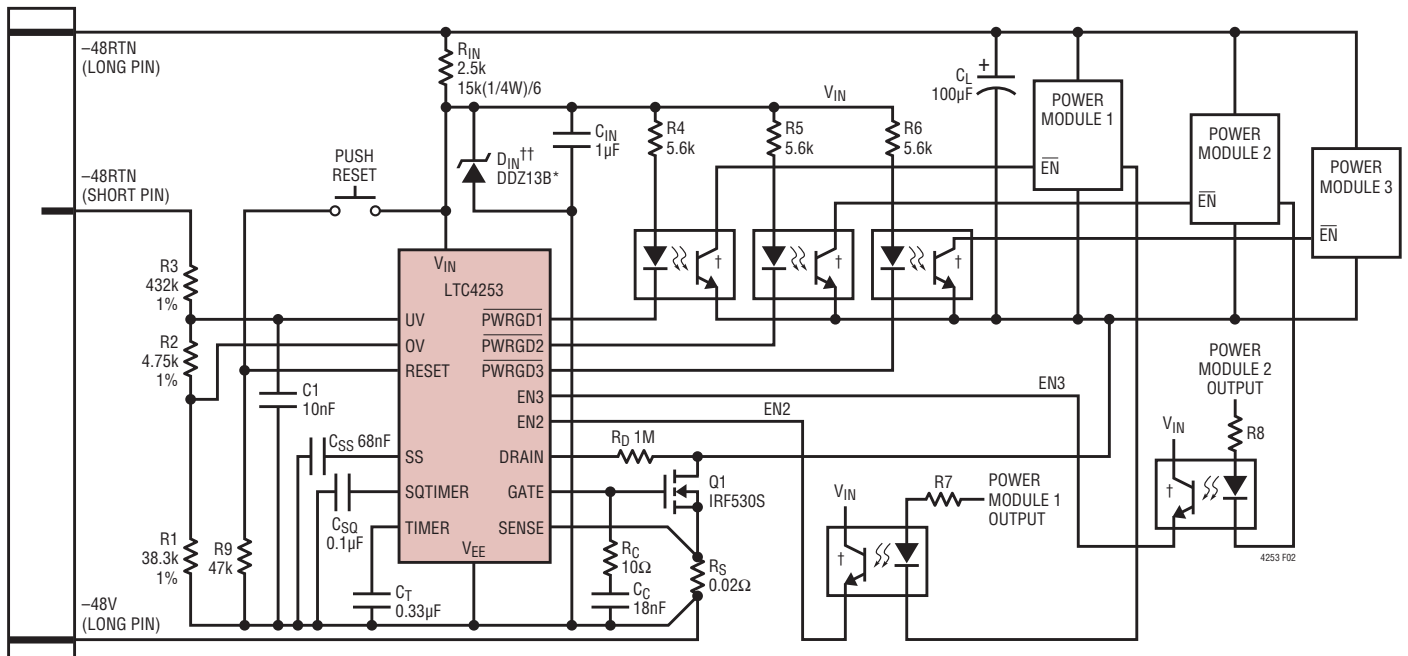 –48RTN
(LONG PIN)
RIN
2.5k
15k(1/4W)/6
–48RTN
(SHORT PIN)
PUSH
RESET
DIN††
DDZ13B*
CIN
1µF
R4
5.6k
R5
5.6k
VIN
R6
5.6k
CL
100µF
+
POWER
MODULE 1
EN
POWER
MODULE 2
EN
POWER
MODULE 3
EN
†
†
†
R3
432k
1%
R2
4.75k
1%
R1
38.3k
1%
R9
47k
C1
10nF
CSS 68nF
CSQ
0.1µF
CT
0.33µF
VIN
LTC4253
UV
OV
RESET
SS
SQTIMER
TIMER
VEE
PWRGD1
PWRGD2
PWRGD3
EN3
EN2
DRAIN
GATE
SENSE
EN3
EN2
RD 1M
Q1
IRF530S
RC
10Ω
CC
18nF
RS
0.02Ω
VIN
†
R7
POWER
MODULE 1
OUTPUT
POWER
MODULE 2
OUTPUT
VIN
R8
†
4253 F02
–48V
(LONG PIN)